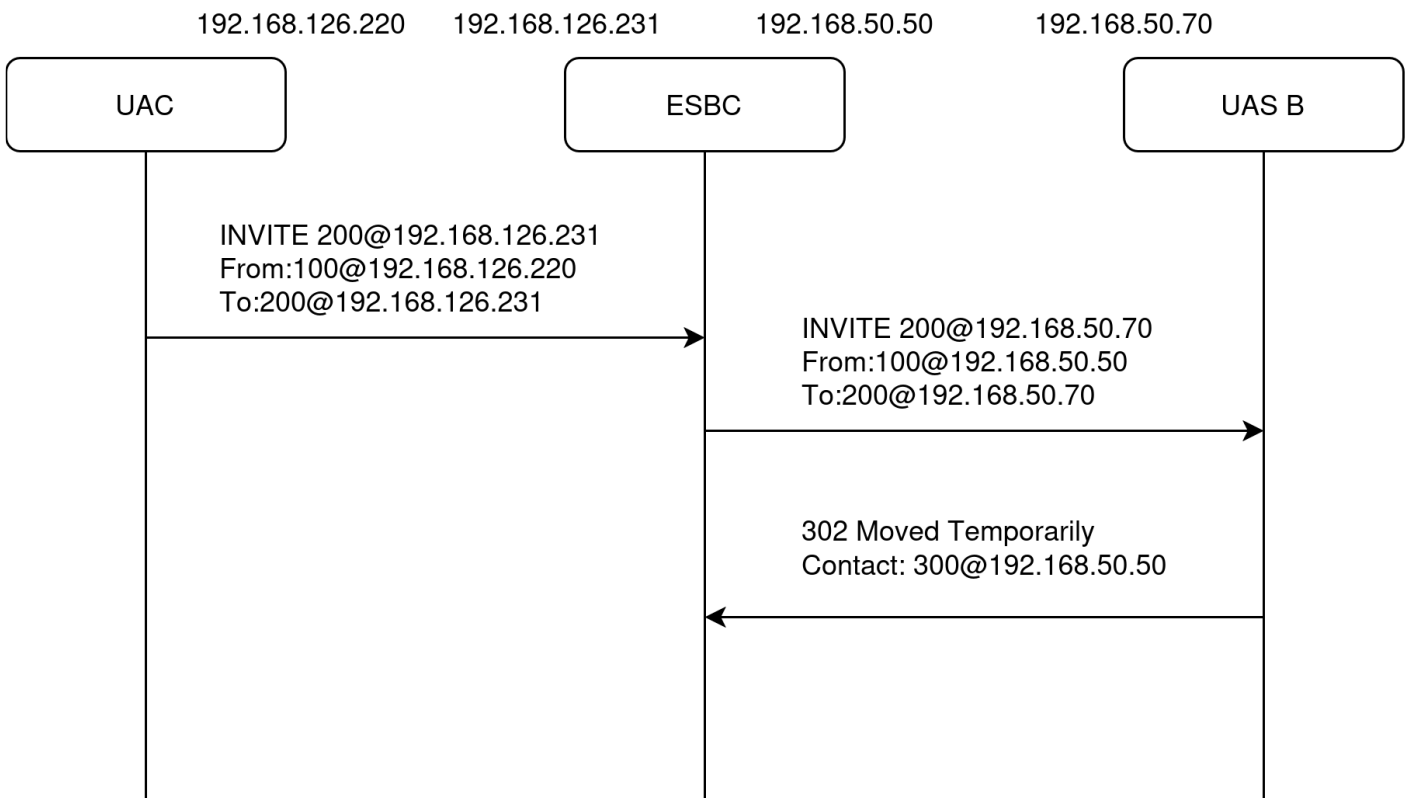 192.168.126.220 192.168.126.231 192.168.50.50 192.168.50.70
UAC ESBC UAS B
INVITE 200@192.168.126.231
From:100@192.168.126.220
To:200@192.168.126.231
INVITE 200@192.168.50.70
From:100@192.168.50.50
To:200@192.168.50.70
302 Moved Temporarily
Contact: 300@192.168.50.50